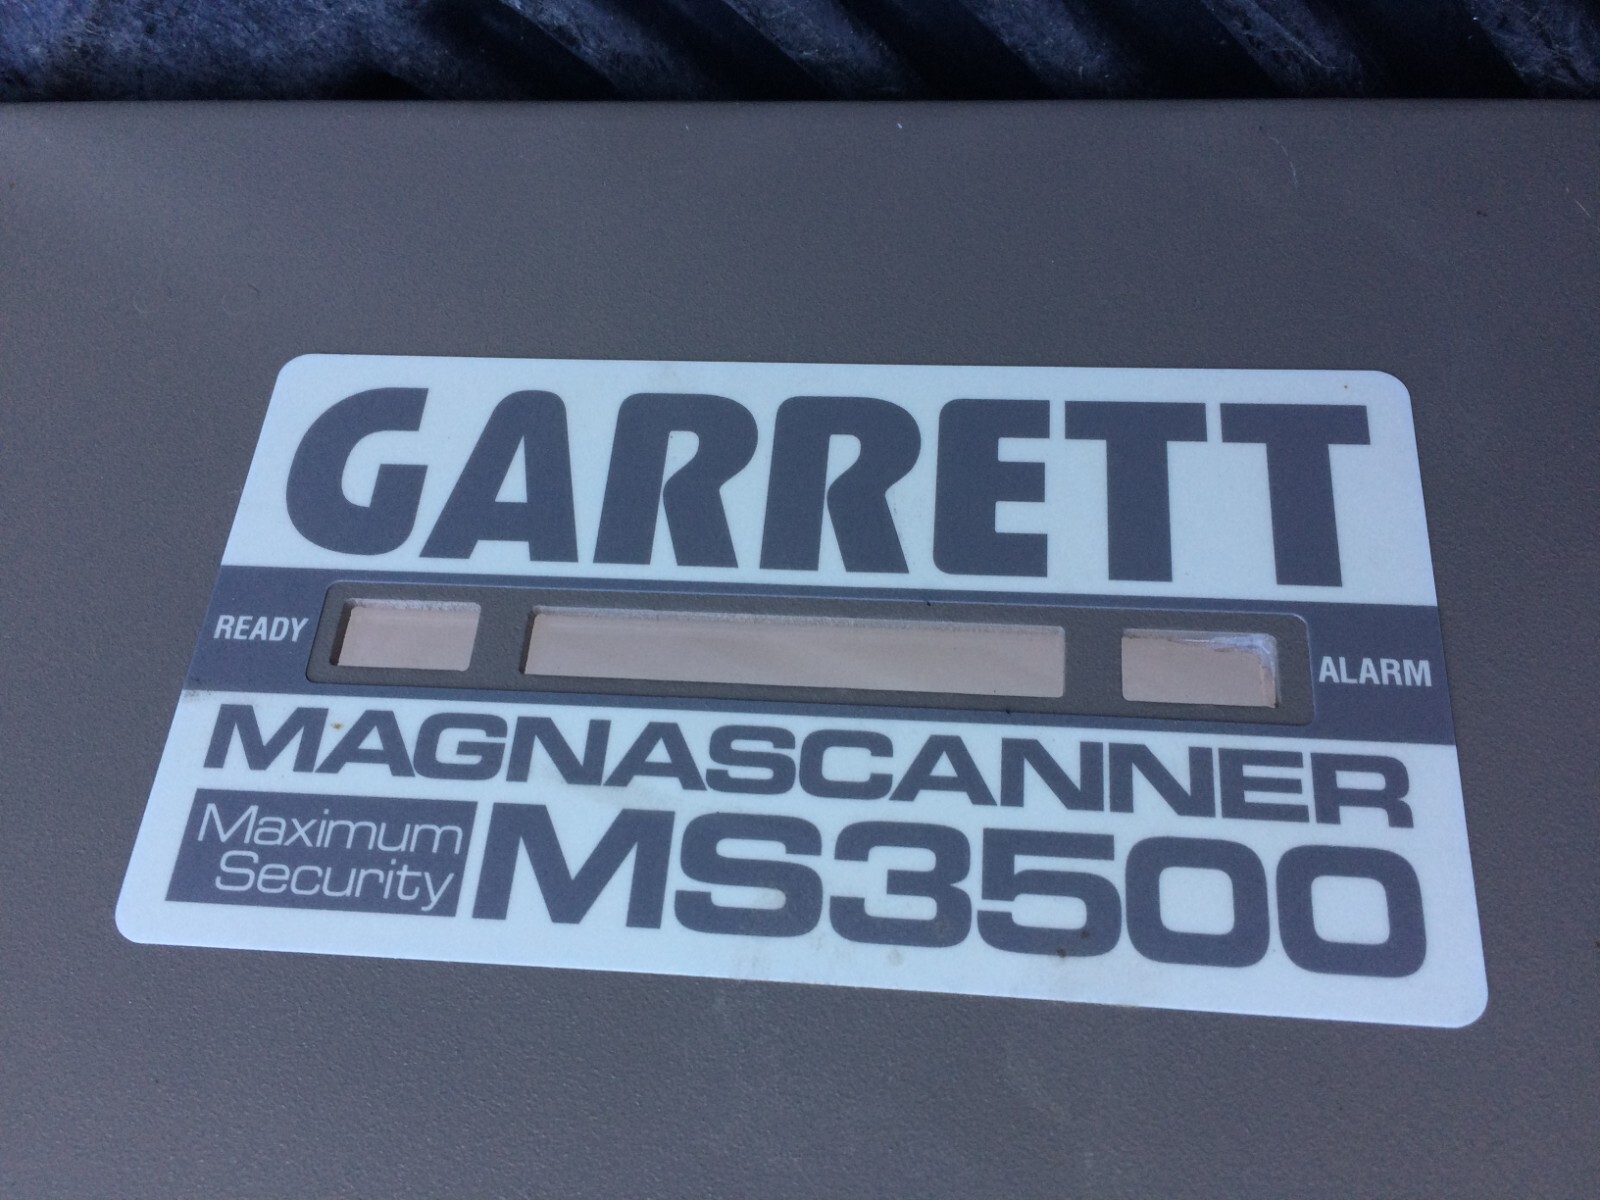 GARRETT
READY ALARM
MAGNASCANNER
Maximum
Security
MS3500